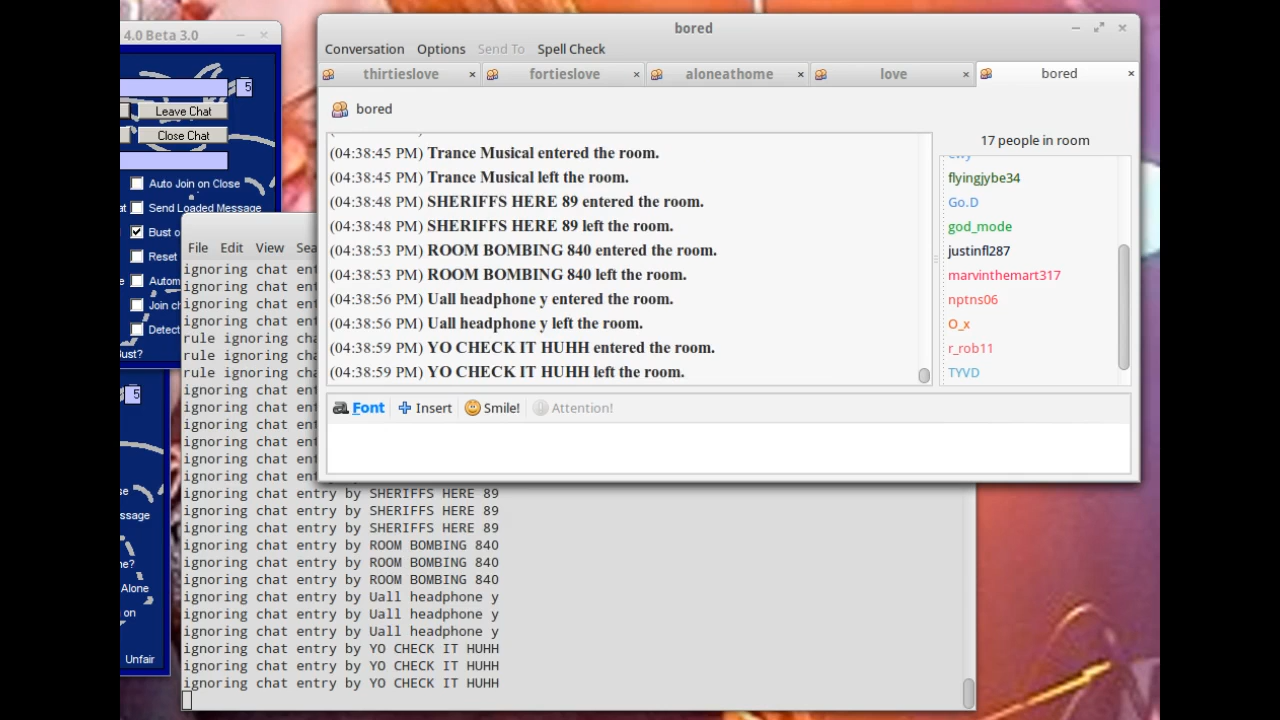 4.0 Beta 3.0
5
Leave Chat
Close Chat
Auto Join on Close
Send Loaded Message
Bust o
Reset
Autom
Join ch
Detect
Bust?
5
ssage
e?
Alone
on
Unfair
bored
Conversation Options Send To Spell Check
thirtieslove fortieslove aloneathome love bored
bored
17 people in room
(04:38:45 PM) Trance Musical entered the room.
(04:38:45 PM) Trance Musical left the room.
(04:38:48 PM) SHERIFFS HERE 89 entered the room.
(04:38:48 PM) SHERIFFS HERE 89 left the room.
(04:38:53 PM) ROOM BOMBING 840 entered the room.
(04:38:53 PM) ROOM BOMBING 840 left the room.
(04:38:56 PM) Uall headphone y entered the room.
(04:38:56 PM) Uall headphone y left the room.
(04:38:59 PM) YO CHECK IT HUHH entered the room.
(04:38:59 PM) YO CHECK IT HUHH left the room.
flyingjybe34
Go.D
god_mode
justinfl287
marvinthemart317
nptns06
O_x
r_rob11
TYVD
Font Insert Smile! Attention!
File Edit View Sea
ignoring chat ent
ignoring chat ent
ignoring chat ent
ignoring chat ent
rule ignoring cha
rule ignoring cha
rule ignoring cha
ignoring chat ent
ignoring chat ent
ignoring chat ent
ignoring chat ent
ignoring chat ent
ignoring chat ent
ignoring chat entry by SHERIFFS HERE 89
ignoring chat entry by SHERIFFS HERE 89
ignoring chat entry by SHERIFFS HERE 89
ignoring chat entry by ROOM BOMBING 840
ignoring chat entry by ROOM BOMBING 840
ignoring chat entry by ROOM BOMBING 840
ignoring chat entry by Uall headphone y
ignoring chat entry by Uall headphone y
ignoring chat entry by Uall headphone y
ignoring chat entry by YO CHECK IT HUHH
ignoring chat entry by YO CHECK IT HUHH
ignoring chat entry by YO CHECK IT HUHH